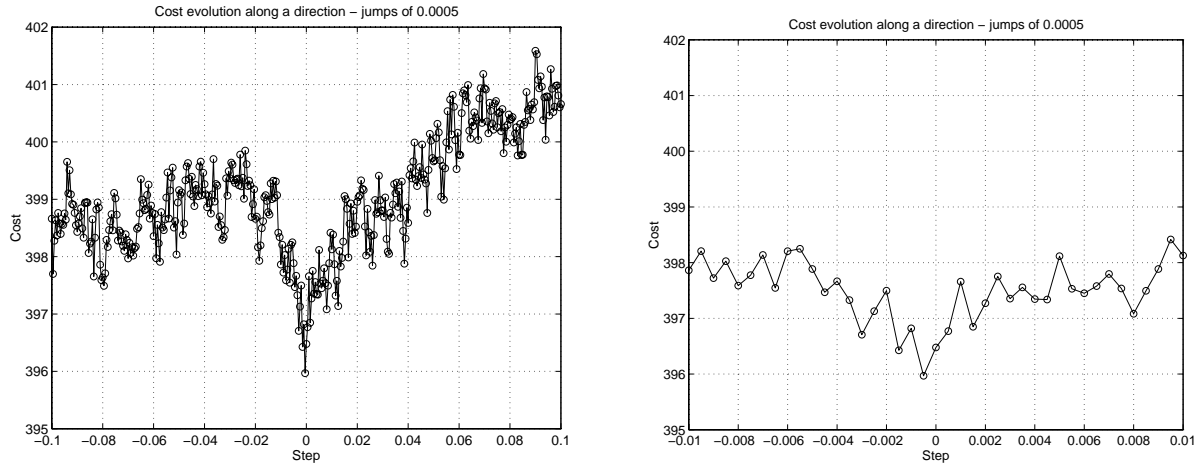 Cost evolution along a direction − jumps of 0.0005
402
401
400
399
398
397
396
395
Cost
−0.1 −0.08 −0.06 −0.04 −0.02 0 0.02 0.04 0.06 0.08 0.1
Step
Cost evolution along a direction − jumps of 0.0005
402
401
400
399
398
397
396
395
Cost
−0.01 −0.008 −0.006 −0.004 −0.002 0 0.002 0.004 0.006 0.008 0.01
Step